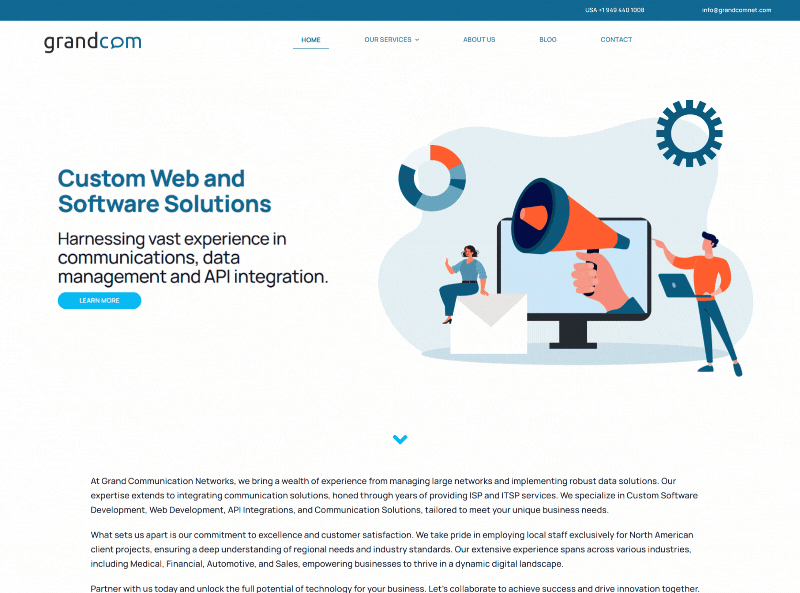 USA +1 949 440 1008
info@grandcomnet.com
grandcom
HOME
OUR SERVICES
ABOUT US
BLOG
CONTACT
Custom Web and
Software Solutions
Harnessing vast experience in
communications, data
management and API integration.
LEARN MORE
At Grand Communication Networks, we bring a wealth of experience from managing large networks and implementing robust data solutions. Our
expertise extends to integrating communication solutions, honed through years of providing ISP and ITSP services. We specialize in Custom Software
Development, Web Development, API Integrations, and Communication Solutions, tailored to meet your unique business needs.
What sets us apart is our commitment to excellence and customer satisfaction. We take pride in employing local staff exclusively for North American
client projects, ensuring a deep understanding of regional needs and industry standards. Our extensive experience spans across various industries,
including Medical, Financial, Automotive, and Sales, empowering businesses to thrive in a dynamic digital landscape.
Partner with us today and unlock the full potential of technology for your business. Let's collaborate to achieve success and drive innovation together.